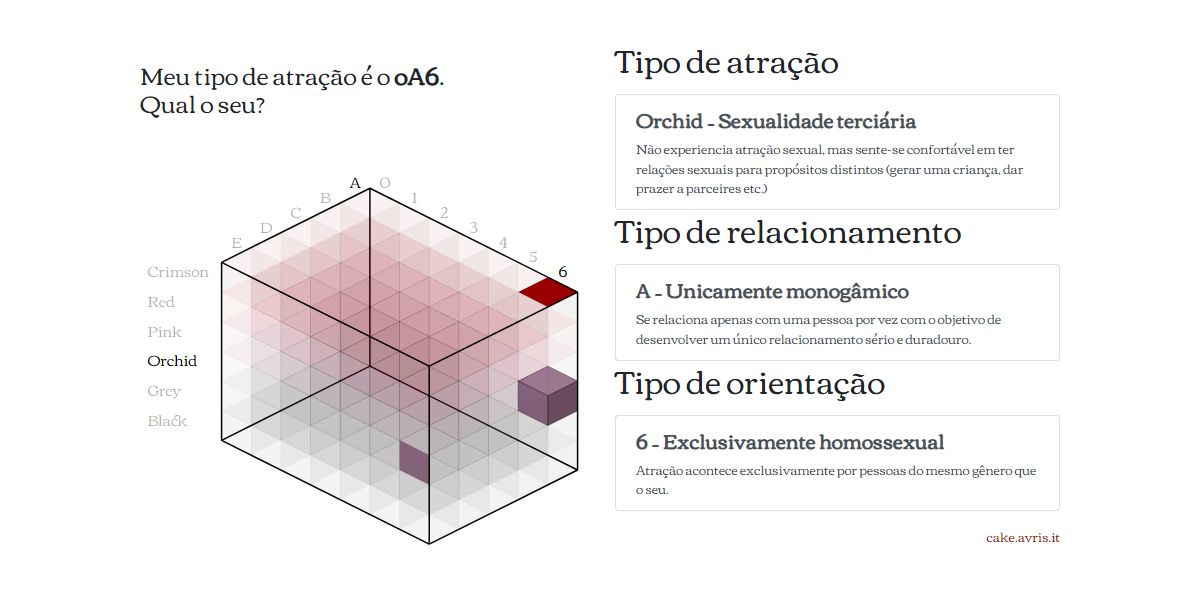 Meu tipo de atração é o oA6.
Qual o seu?
A 0
B 1
C 2
D 3
E 4
5
6
Crimson
Red
Pink
Orchid
Grey
Black
Tipo de atração
Orchid - Sexualidade terciária
Não experiencia atração sexual, mas sente-se confortável em ter
relações sexuais para propósitos distintos (gerar uma criança, dar
prazer a parceires etc.)
Tipo de relacionamento
A - Unicamente monogâmico
Se relaciona apenas com uma pessoa por vez com o objetivo de
desenvolver um único relacionamento sério e duradouro.
Tipo de orientação
6 - Exclusivamente homossexual
Atração acontece exclusivamente por pessoas do mesmo gênero que
o seu.
cake.avris.it